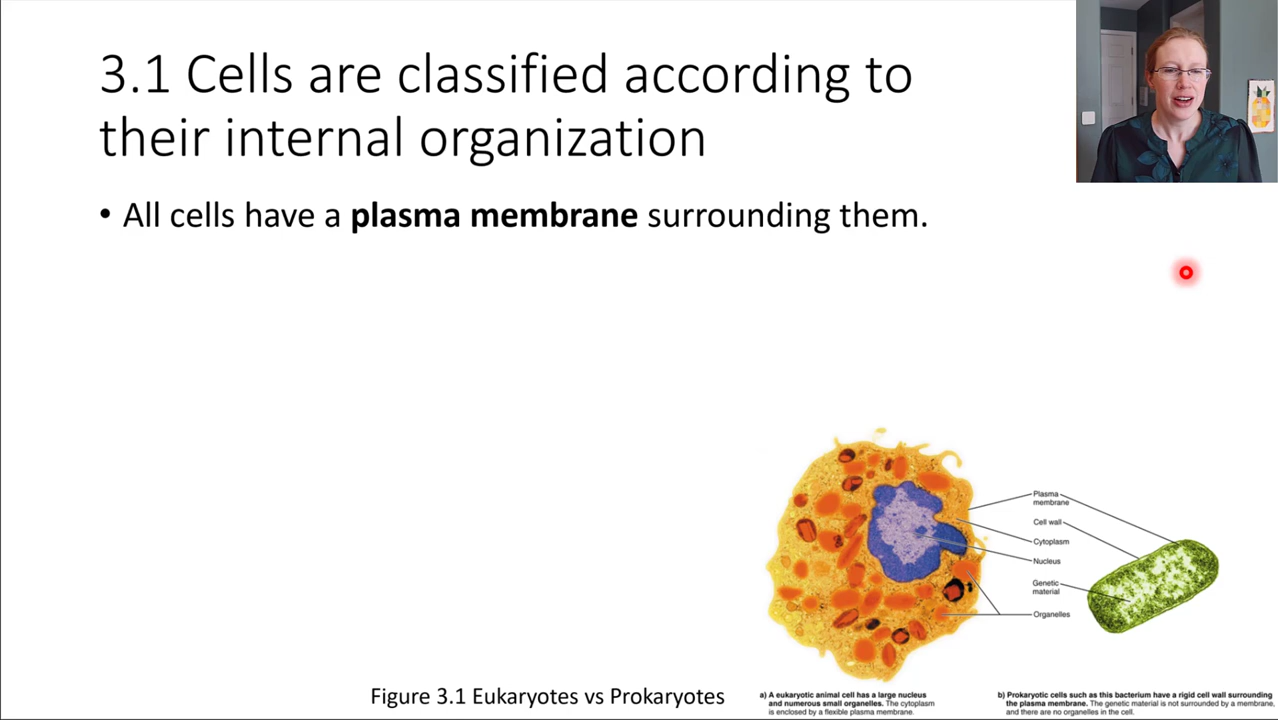 3.1 Cells are classified according to
their internal organization
• All cells have a plasma membrane surrounding them.
Plasma
membrane
Cell wall
Cytoplasm
Nucleus
Genetic
material
Organelles
Figure 3.1 Eukaryotes vs Prokaryotes
a) A eukaryotic animal cell has a large nucleus
and numerous small organelles. The cytoplasm
is enclosed by a flexible plasma membrane.
b) Prokaryotic cells such as this bacterium have a rigid cell wall surrounding
the plasma membrane. The genetic material is not surrounded by a membrane,
and there are no organelles in the cell.